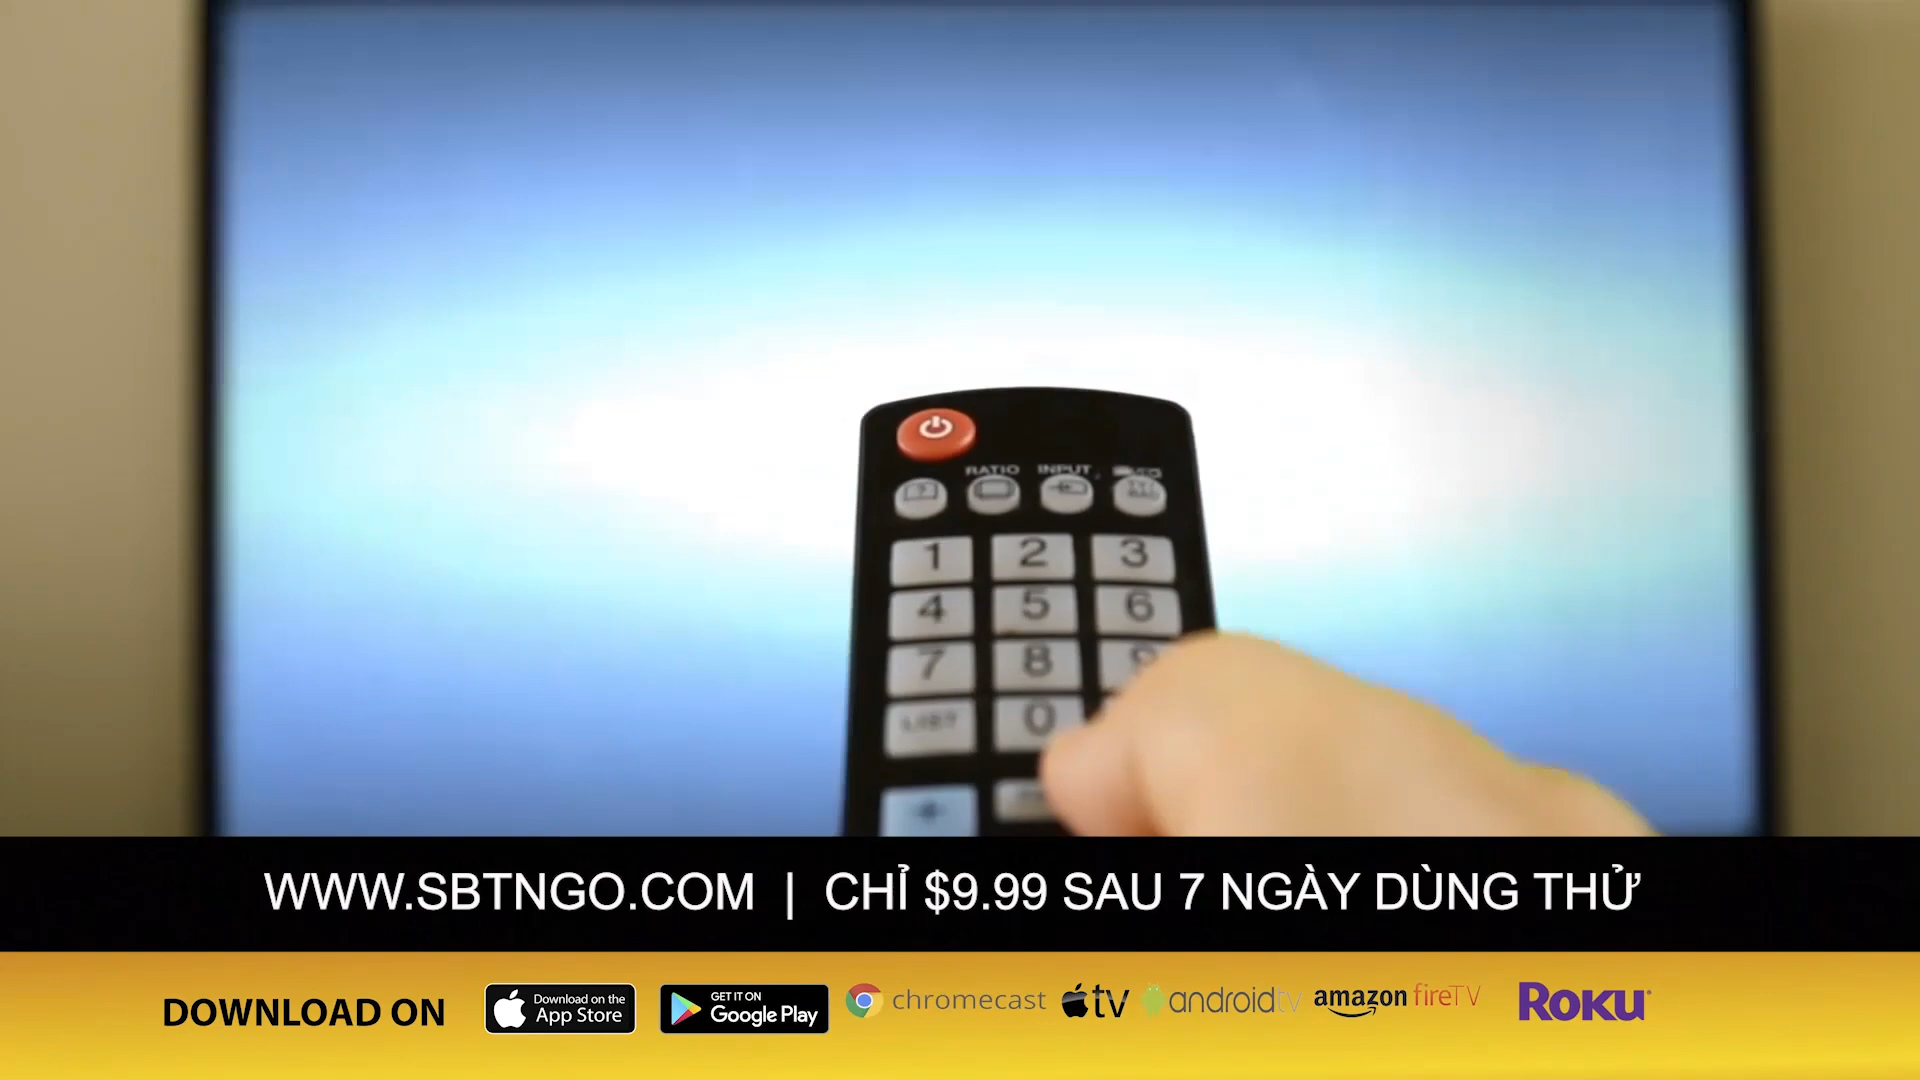 RATIO INPUT
1 2 3
4 5 6
7 8 9
LIST 0
WWW.SBTNGO.COM | CHỈ $9.99 SAU 7 NGÀY DÙNG THỬ
DOWNLOAD ON
Download on the
App Store
GET IT ON
Google Play
chromecast
tv
androidtv
amazon fireTV
ROKU